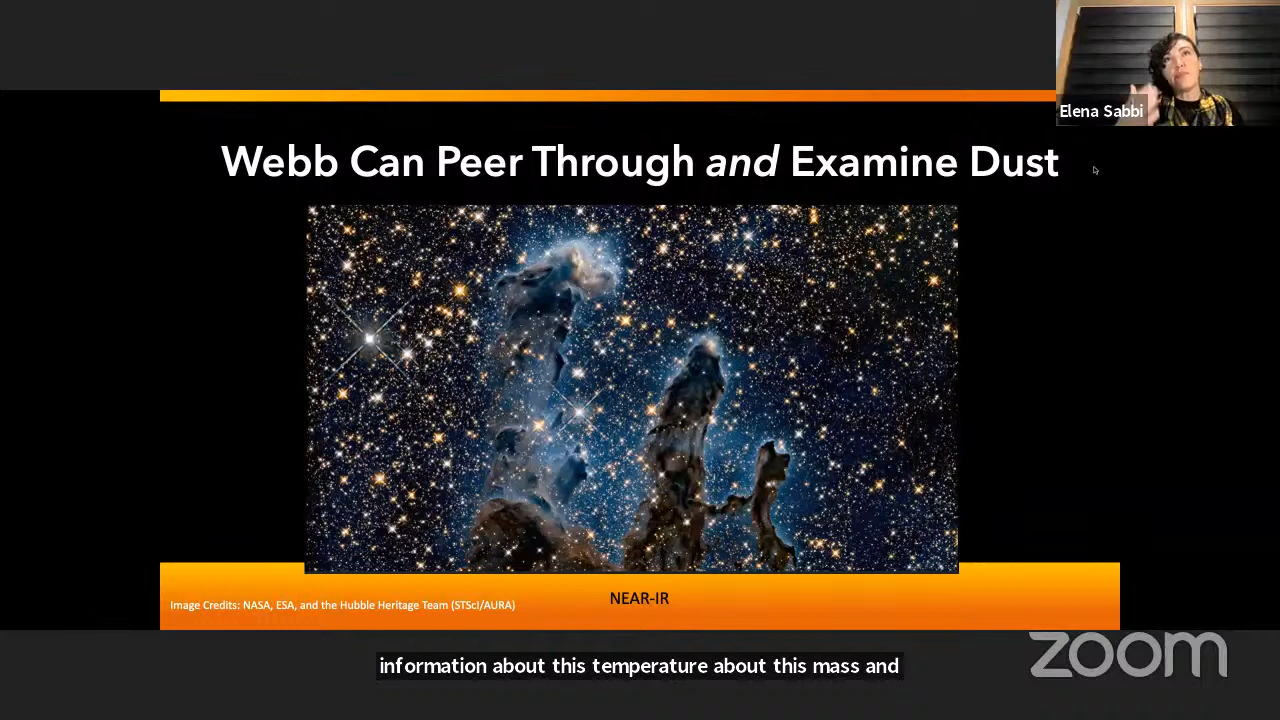 Elena Sabbi
Webb Can Peer Through and Examine Dust
NEAR-IR
Image Credits: NASA, ESA, and the Hubble Heritage Team (STScI/AURA)
information about this temperature about this mass and
zoom